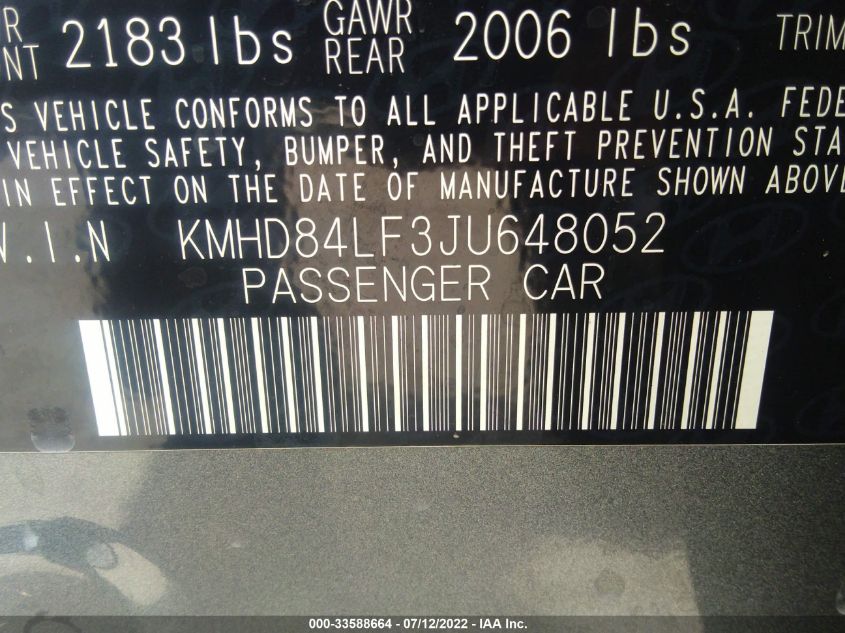 R
NT 2183 lbs GAWR
REAR 2006 lbs TRIM
S VEHICLE CONFORMS TO ALL APPLICABLE U.S.A. FEDE
VEHICLE SAFETY, BUMPER, AND THEFT PREVENTION STA
IN EFFECT ON THE DATE OF MANUFACTURE SHOWN ABOVE
V.I.N KMHD84LF3JU648052
PASSENGER CAR
000-33588664 - 07/12/2022 - IAA Inc.